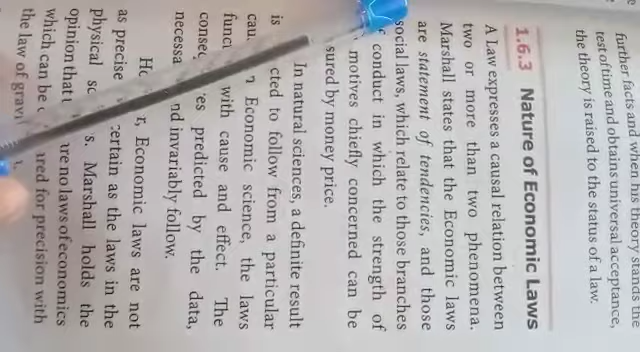 further facts and when his theory stands the
test of time and obtains universal acceptance,
the theory is raised to the status of a law.
1.6.3 Nature of Economic Laws
A Law expresses a causal relation between
two or more than two phenomena.
Marshall states that the Economic laws
are statement of tendencies, and those
social laws, which relate to those branches
conduct in which the strength of
motives chiefly concerned can be
sured by money price.
In natural sciences, a definite result
is cted to follow from a particular
cau Economic science, the laws
func with cause and effect. The
conse es predicted by the data,
necessa nd invariably follow.
Ho r, Economic laws are not
as precise certain as the laws in the
physical sc s. Marshall holds the
opinion that are no laws of economics
which can be ared for precision with
the law of gravi